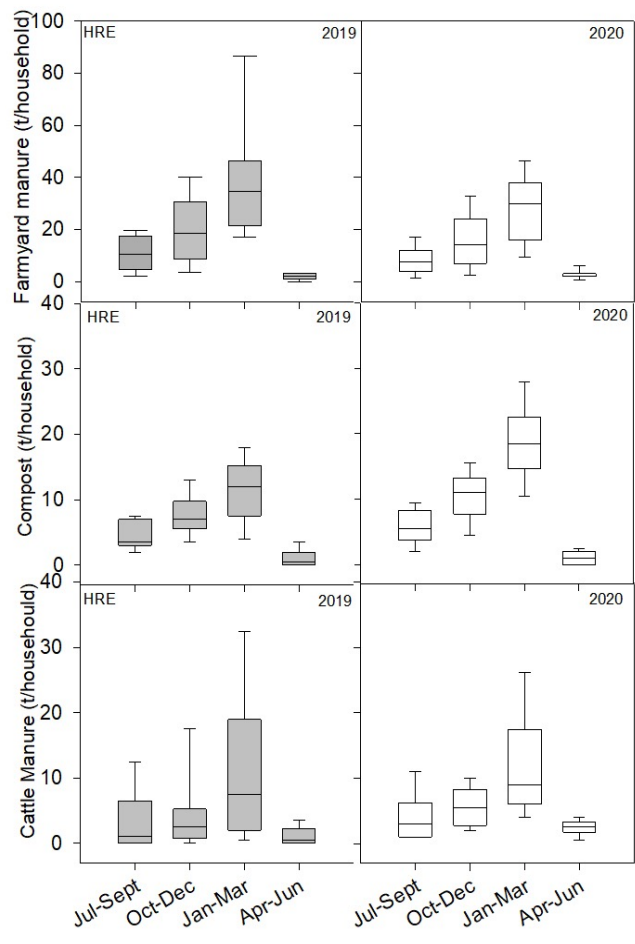 HRE 2019 2020
Farmyard manure (t/household)
100
80
60
40
20
0
HRE 2019 2020
Compost (t/household)
40
30
20
10
0
HRE 2019 2020
Cattle Manure (t/househould)
40
30
20
10
0
Jul-Sept Oct-Dec Jan-Mar Apr-Jun Jul-Sept Oct-Dec Jan-Mar Apr-Jun